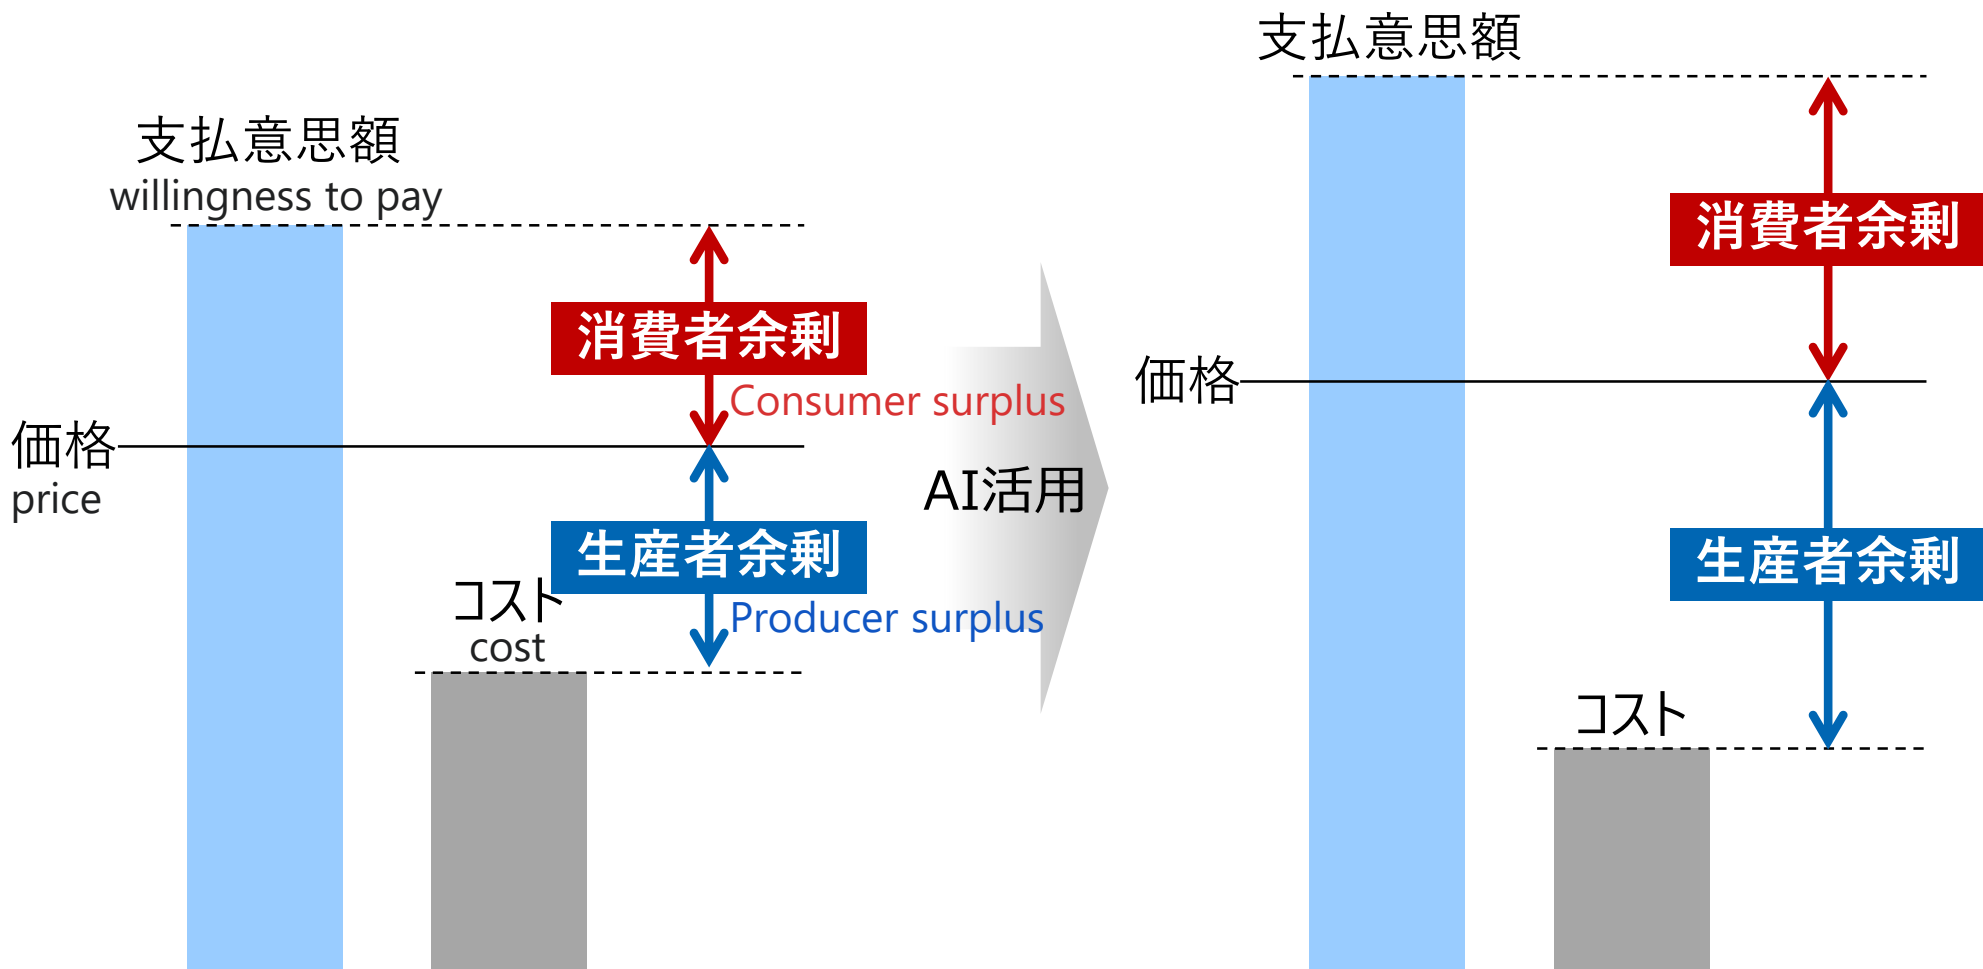 支払意思額
willingness to pay
消費者余剰
Consumer surplus
価格
price
生産者余剰
Producer surplus
コスト
cost
AI活用
支払意思額
消費者余剰
価格
生産者余剰
コスト